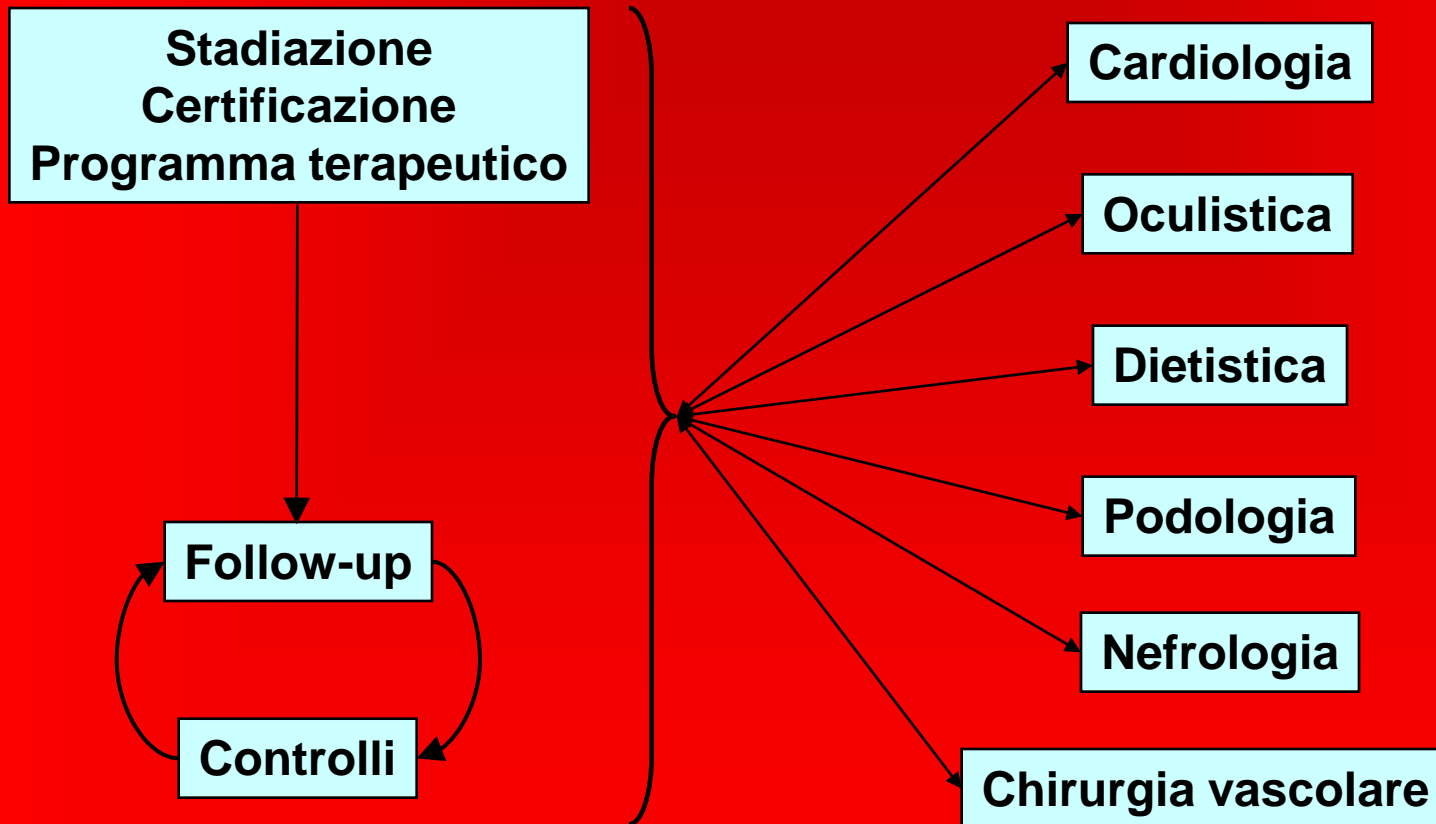 Stadiazione
Certificazione
Programma terapeutico
Follow-up
Controlli
Cardiologia
Oculistica
Dietistica
Podologia
Nefrologia
Chirurgia vascolare